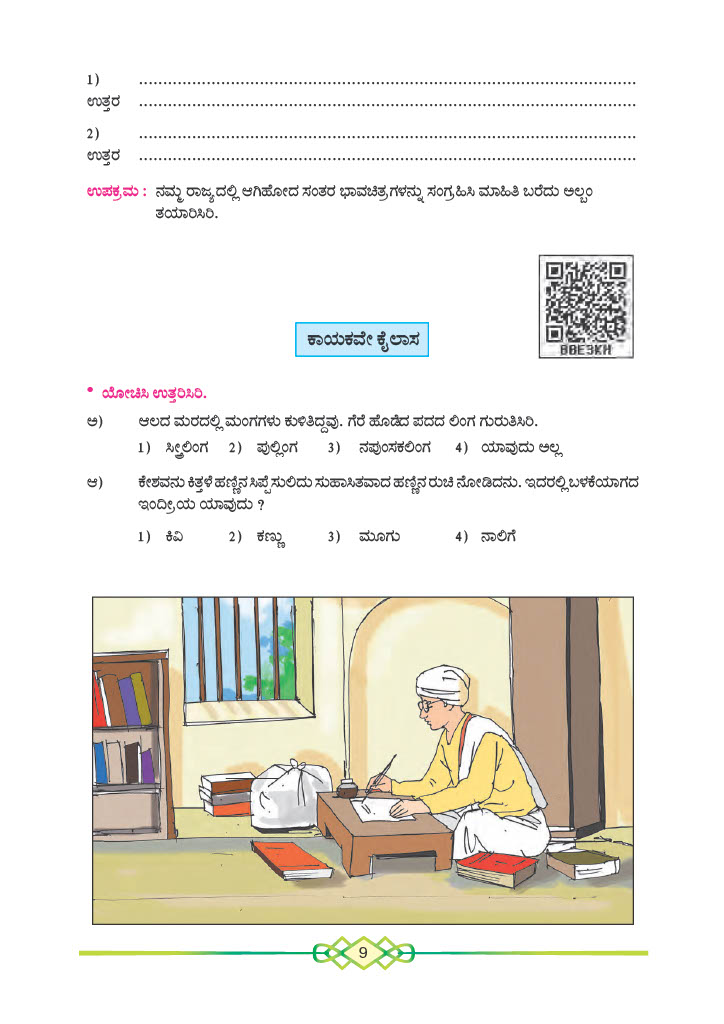 1) ....................................................................................................
ಉತ್ತರ ....................................................................................................
2) ....................................................................................................
ಉತ್ತರ ....................................................................................................
ಉಪಕ್ರಮ : ನಮ್ಮ ರಾಜ್ಯದಲ್ಲಿ ಆಗಿಹೋದ ಸಂತರ ಭಾವಚಿತ್ರಗಳನ್ನು ಸಂಗ್ರಹಿಸಿ ಮಾಹಿತಿ ಬರೆದು ಅಲ್ಬಂ
ತಯಾರಿಸಿರಿ.
BBE3KH
ಕಾಯಕವೇ ಕೈಲಾಸ
• ಯೋಚಿಸಿ ಉತ್ತರಿಸಿರಿ.
ಅ) ಆಲದ ಮರದಲ್ಲಿ ಮಂಗಗಳು ಕುಳಿತಿದ್ದವು. ಗೆರೆ ಹೊಡೆದ ಪದದ ಲಿಂಗ ಗುರುತಿಸಿರಿ.
1) ಸ್ತ್ರೀಲಿಂಗ 2) ಪುಲ್ಲಿಂಗ 3) ನಪುಂಸಕಲಿಂಗ 4) ಯಾವುದು ಅಲ್ಲ
ಆ) ಕೇಶವನು ಕಿತ್ತಳೆ ಹಣ್ಣಿನ ಸಿಪ್ಪೆ ಸುಲಿದು ಸುಹಾಸಿತವಾದ ಹಣ್ಣಿನ ರುಚಿ ನೋಡಿದನು. ಇದರಲ್ಲಿ ಬಳಕೆಯಾಗದ
ಇಂದ್ರೀಯ ಯಾವುದು ?
1) ಕಿವಿ 2) ಕಣ್ಣು 3) ಮೂಗು 4) ನಾಲಿಗೆ
9